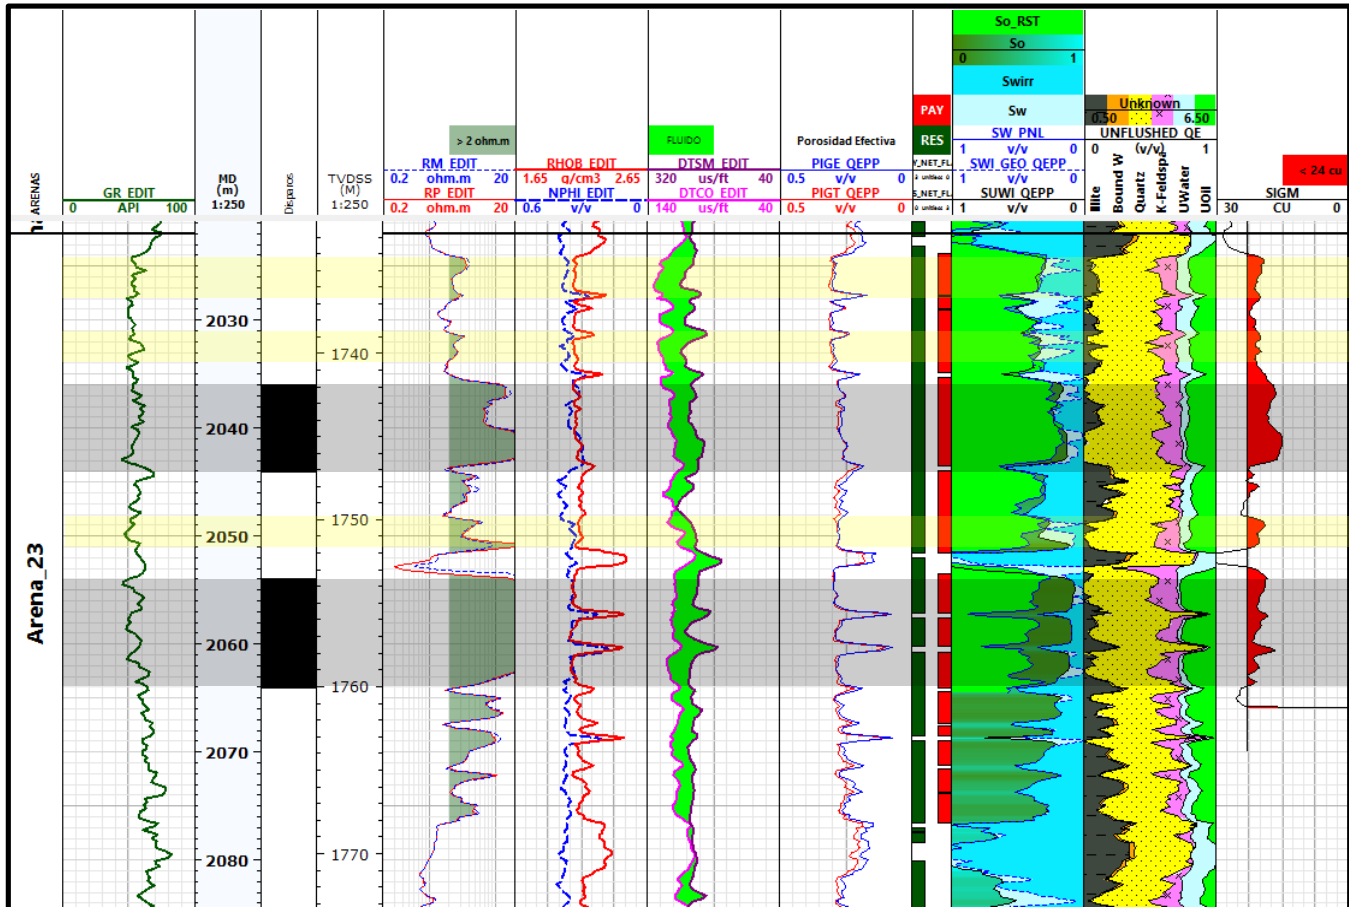 So_RST
So
0 1
Swirr
Unknown
PAY
Sw
0.50 6.50
> 2 ohm.m
FLUIDO
Porosidad Efectiva
RES
SW_PNL
1 v/v 0
UNFLUSHED_QE
0 (v/v) 1
RM_EDIT
0.2 ohm.m 20
RHOB_EDIT
1.65 g/cm3 2.65
DTSM_EDIT
320 us/ft 40
PIGE_QEPP
0.5 v/v 0
SWI_GEO_QEPP
1 v/v 0
< 24 cu
ARENAS
GR_EDIT
0 API 100
MD
(m)
1:250
Disparos
TVDSS
(M)
1:250
RP_EDIT
0.2 ohm.m 20
NPHI_EDIT
0.6 v/v 0
DTCO_EDIT
140 us/ft 40
PIGT_QEPP
0.5 v/v 0
SUWI_QEPP
1 v/v 0
Illite
Bound W
Quartz
K-Feldspa
UWater
UOil
SIGM
30 CU 0
2030
1740
2040
1750
2050
Arena_23
2060
1760
2070
1770
2080